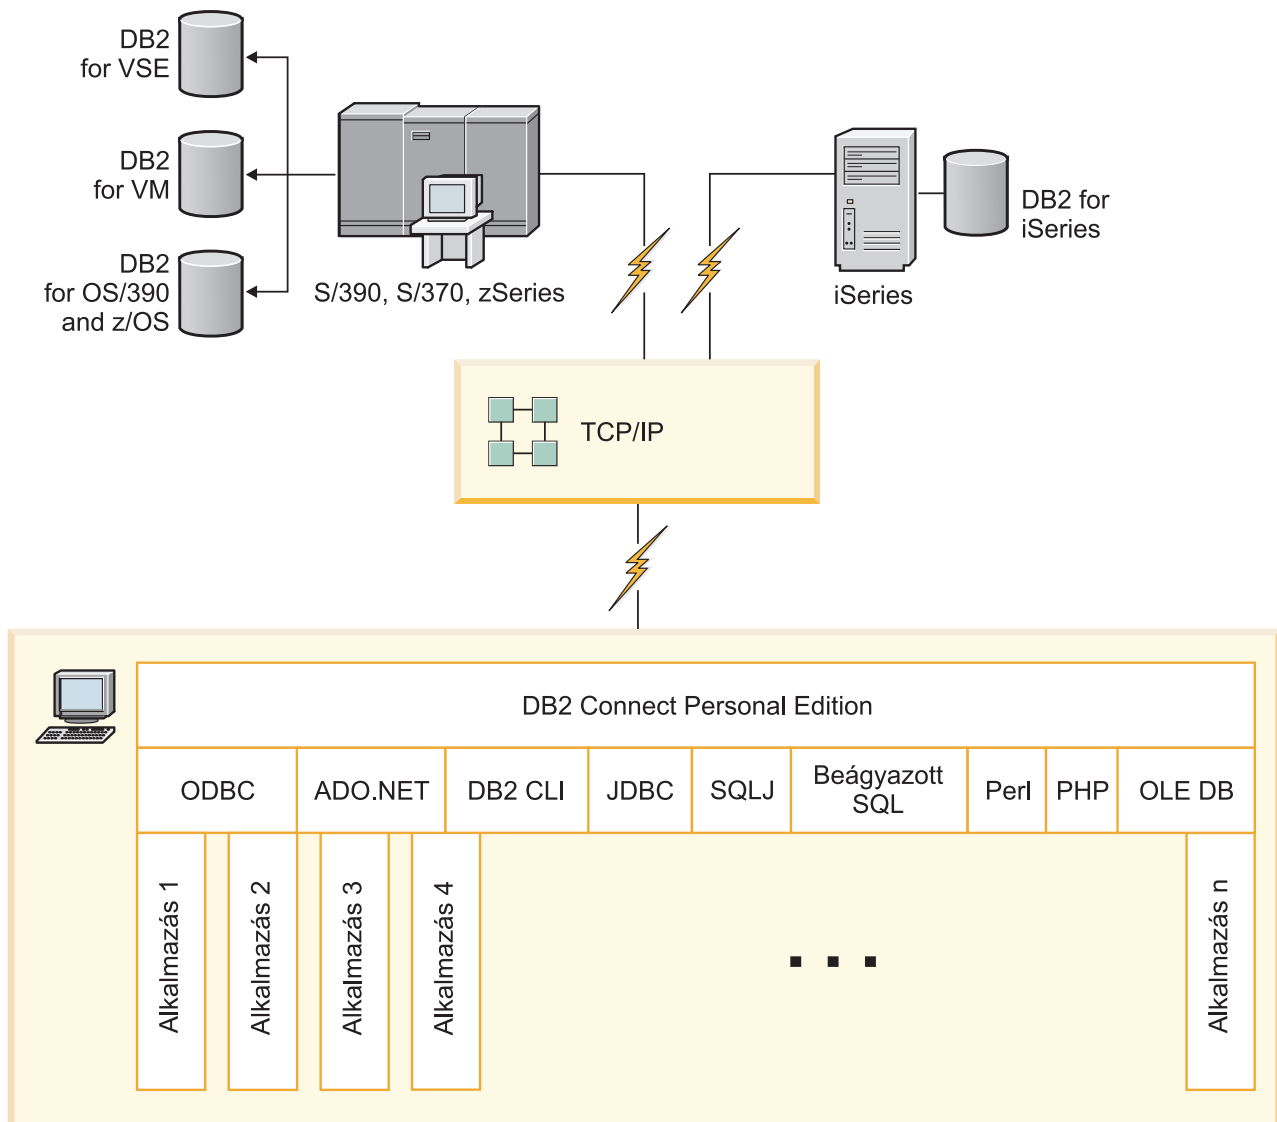 DB2
for VSE
DB2
for VM
DB2
for OS/390
and z/OS
S/390, S/370, zSeries
iSeries
DB2 for
iSeries
TCP/IP
DB2 Connect Personal Edition
ODBC
ADO.NET
DB2 CLI
JDBC
SQLJ
Beágyazott
SQL
Perl
PHP
OLE DB
Alkalmazás 1
Alkalmazás 2
Alkalmazás 3
Alkalmazás 4
. . .
Alkalmazás n